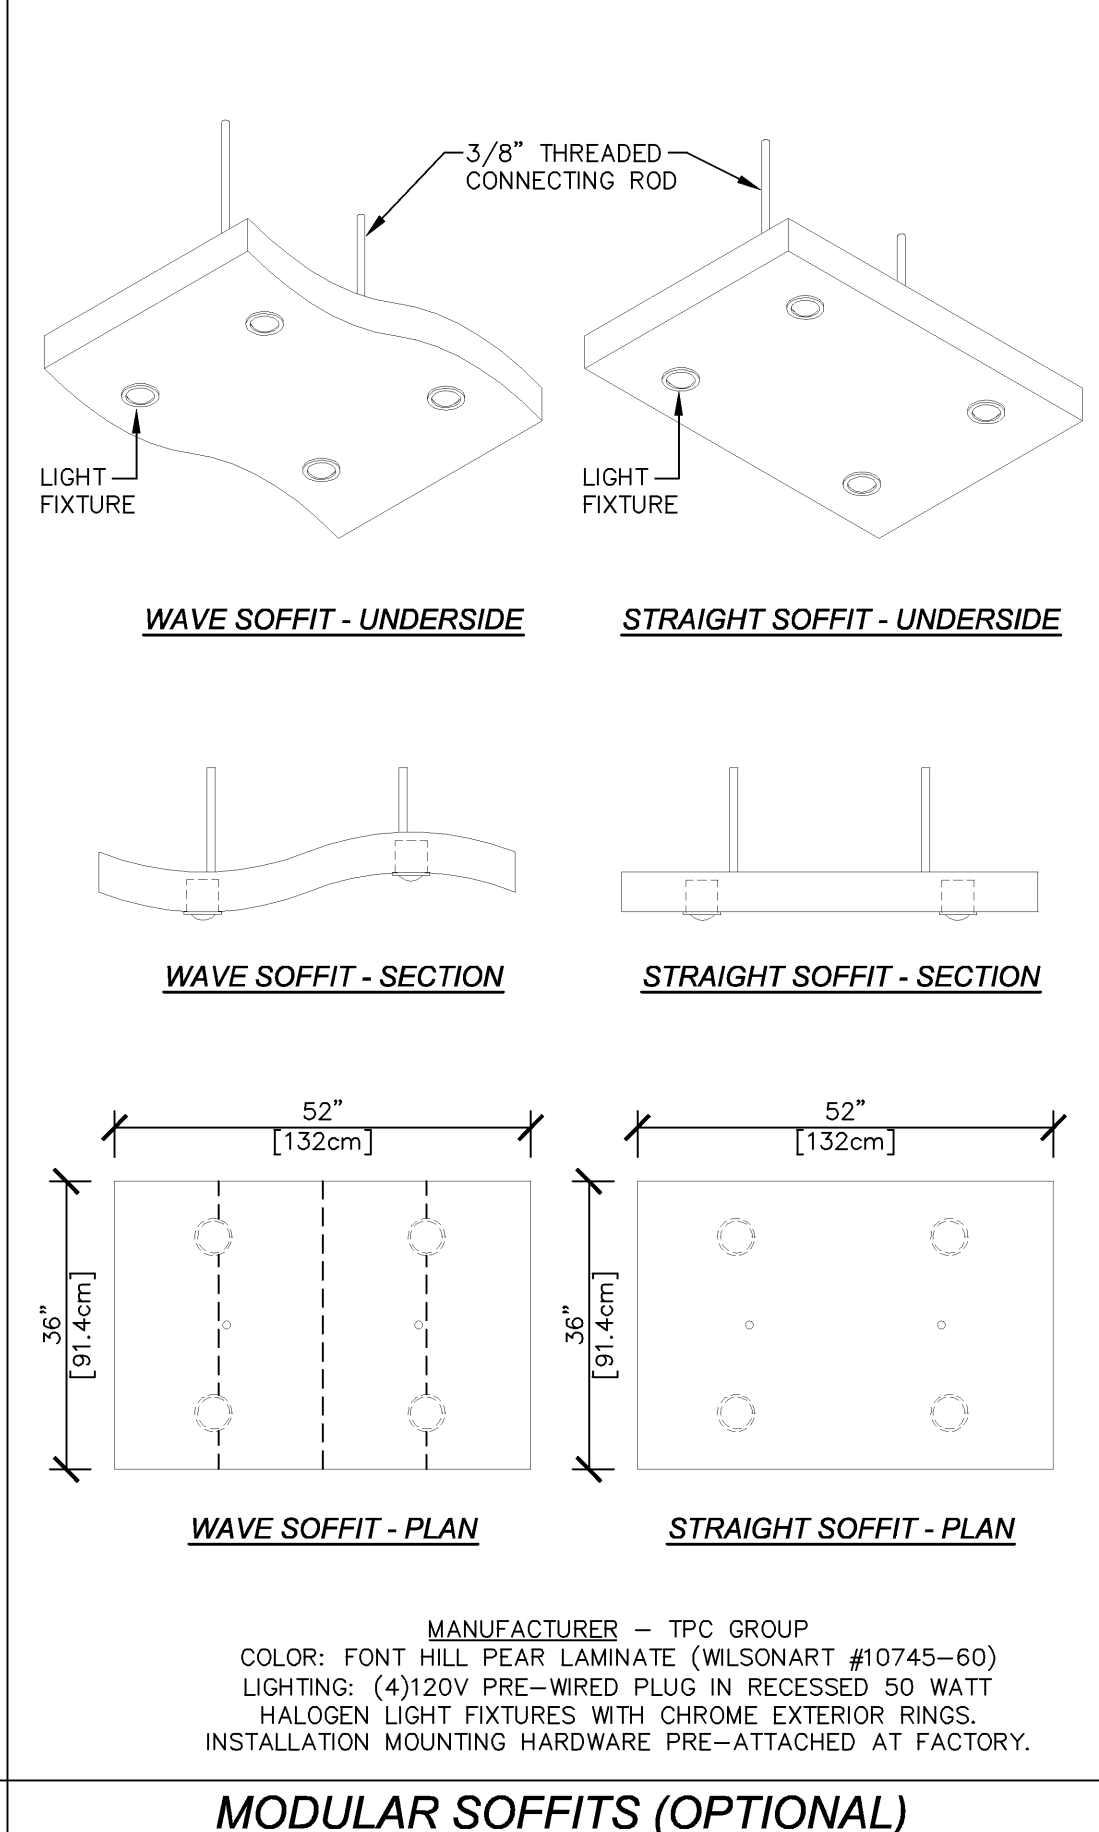 3/8” THREADED
CONNECTING ROD
LIGHT
FIXTURE
LIGHT
FIXTURE
WAVE SOFFIT - UNDERSIDE
STRAIGHT SOFFIT - UNDERSIDE
WAVE SOFFIT - SECTION
STRAIGHT SOFFIT - SECTION
52”
[132cm]
52”
[132cm]
36”
[91.4cm]
36”
[91.4cm]
WAVE SOFFIT - PLAN
STRAIGHT SOFFIT - PLAN
MANUFACTURER – TPC GROUP
COLOR: FONT HILL PEAR LAMINATE (WILSONART #10745–60)
LIGHTING: (4)120V PRE–WIRED PLUG IN RECESSED 50 WATT
HALOGEN LIGHT FIXTURES WITH CHROME EXTERIOR RINGS.
INSTALLATION MOUNTING HARDWARE PRE–ATTACHED AT FACTORY.
MODULAR SOFFITS (OPTIONAL)